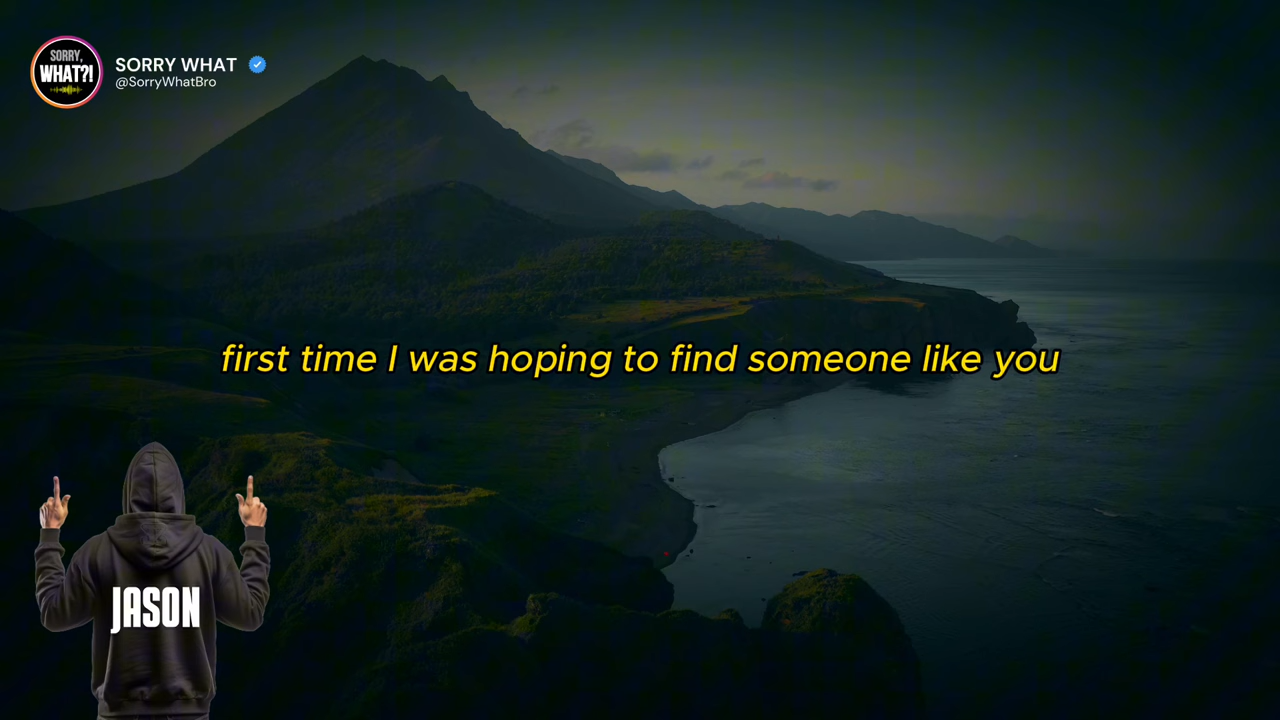 SORRY,
WHAT?!
SORRY WHAT
@SorryWhatBro
first time I was hoping to find someone like you
JASON